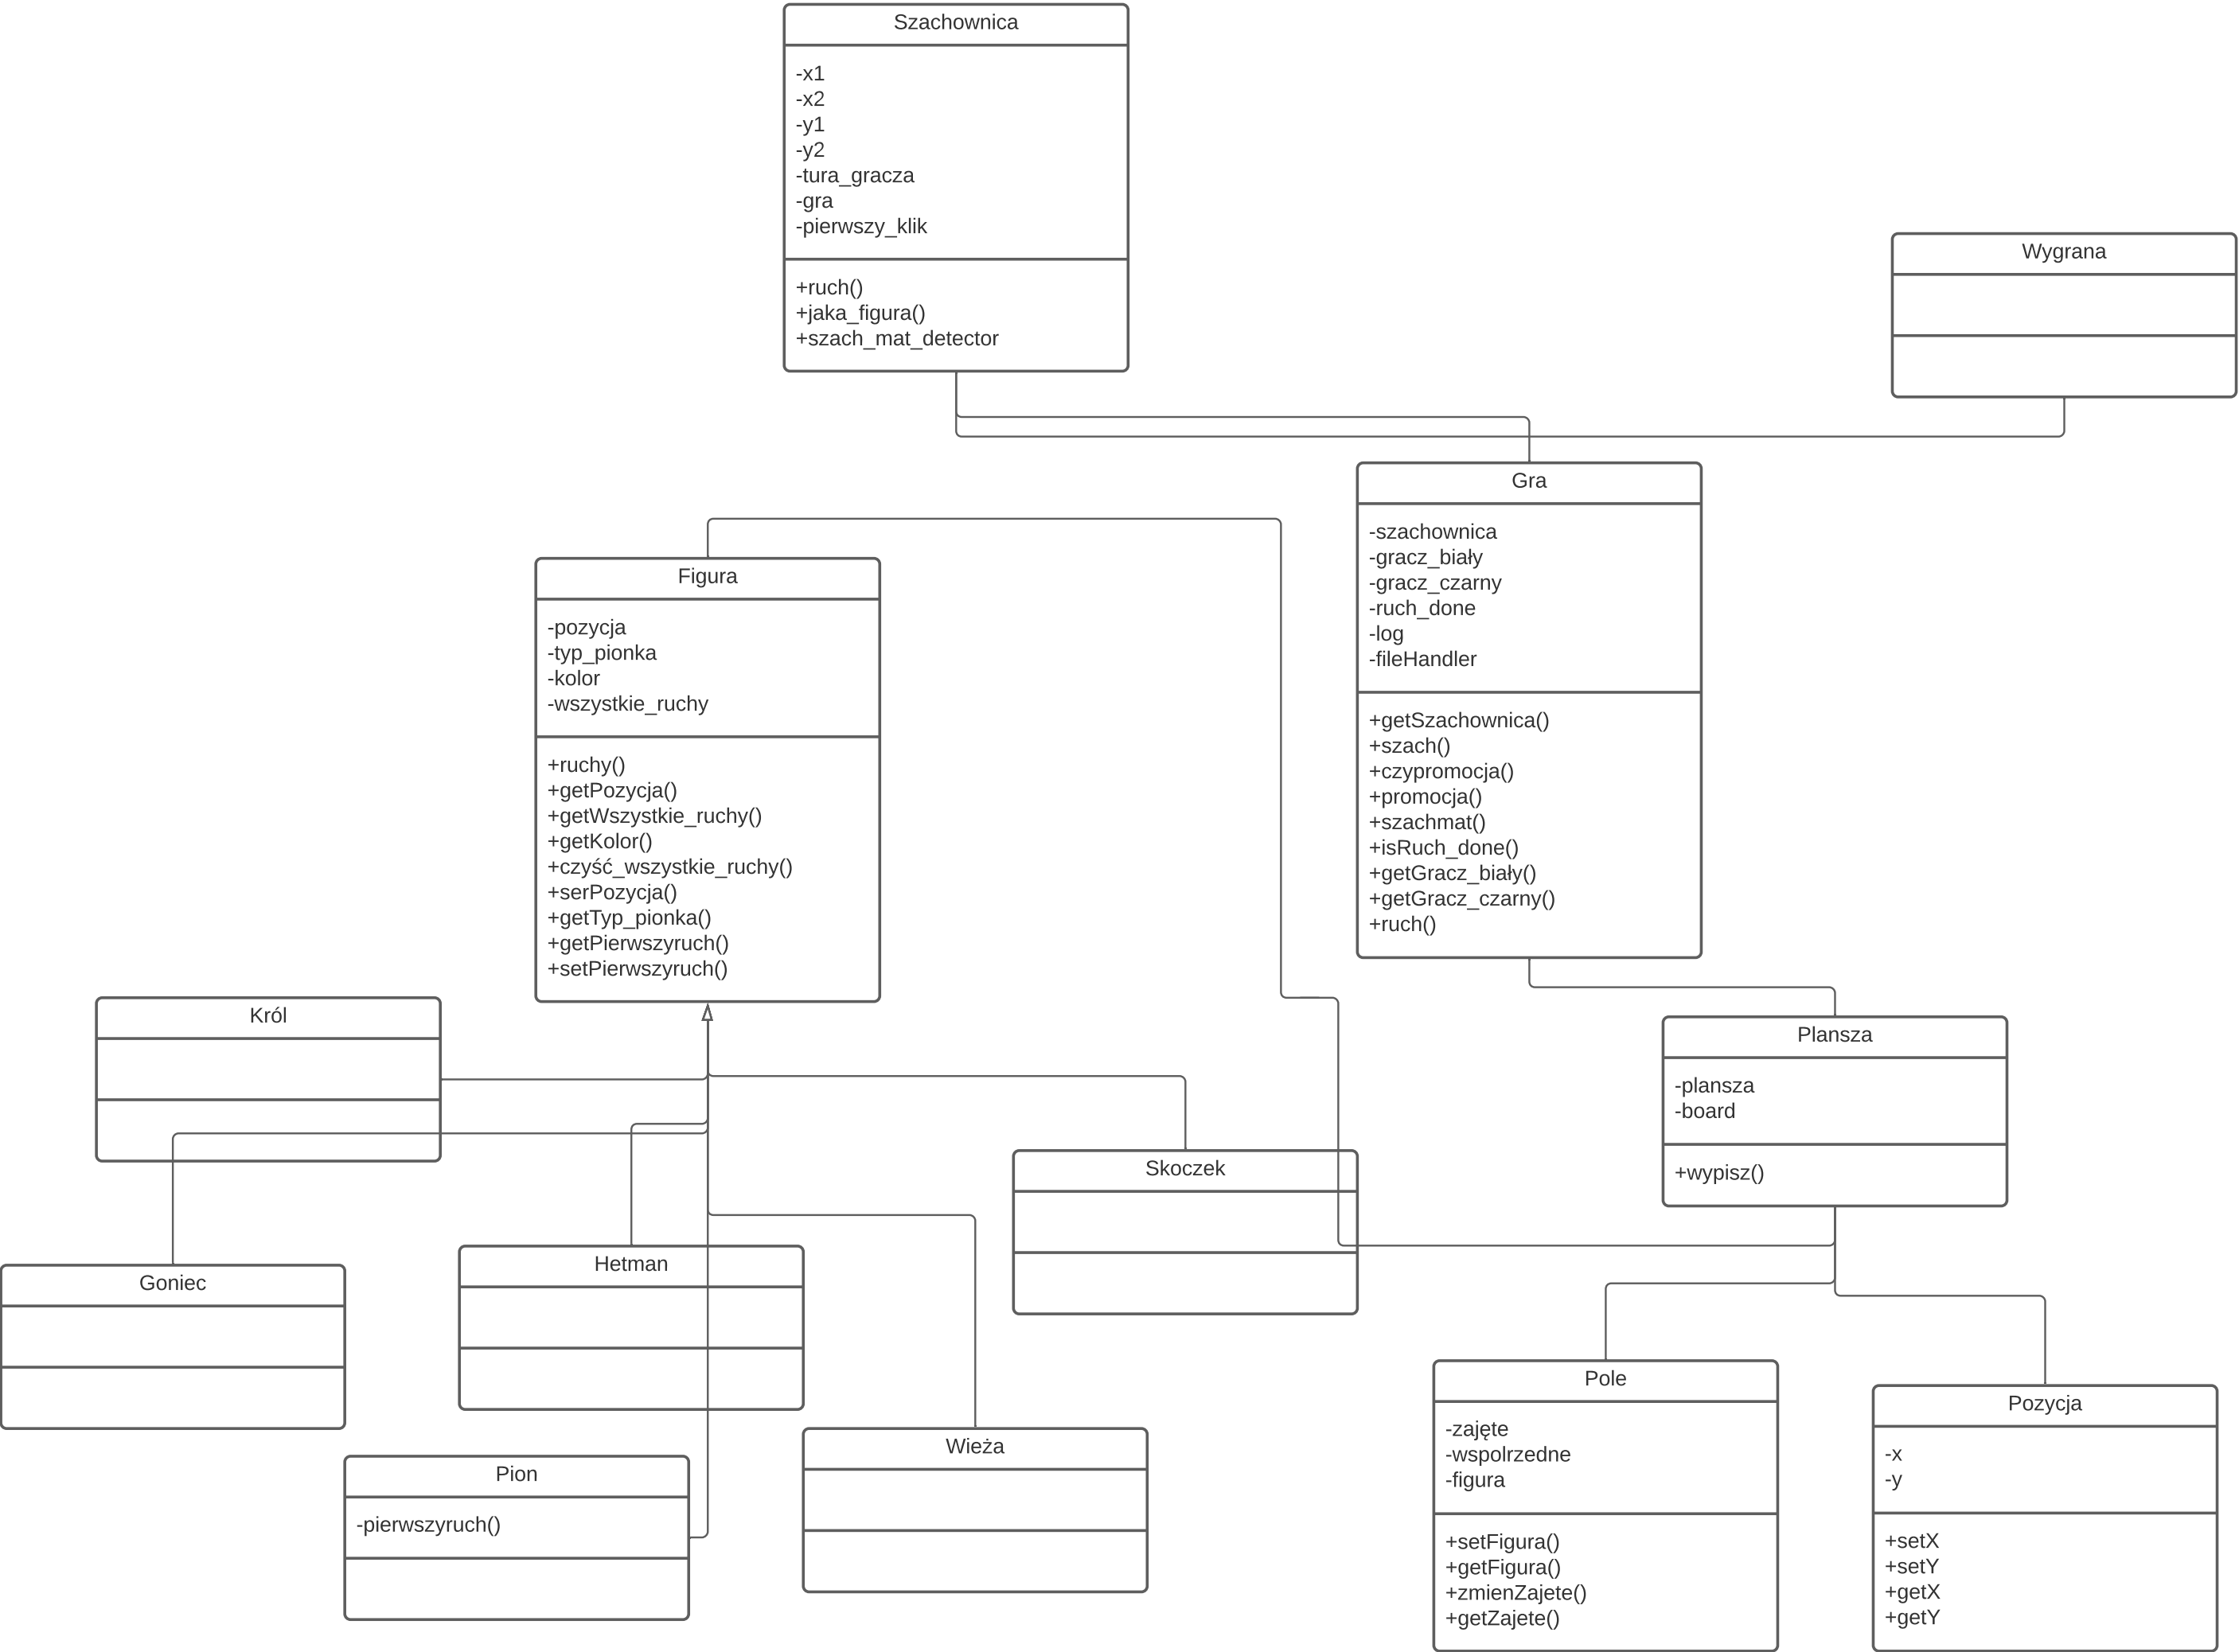 Szachownica
-x1
-x2
-y1
-y2
-tura_gracza
-gra
-pierwszy_klik
+ruch()
+jaka_figura()
+szach_mat_detector
Wygrana
Gra
-szachownica
-gracz_biały
-gracz_czarny
-ruch_done
-log
-fileHandler
+getSzachownica()
+szach()
+czypromocja()
+promocja()
+szachmat()
+isRuch_done()
+getGracz_biały()
+getGracz_czarny()
+ruch()
Figura
-pozycja
-typ_pionka
-kolor
-wszystkie_ruchy
+ruchy()
+getPozycja()
+getWszystkie_ruchy()
+getKolor()
+czyść_wszystkie_ruchy()
+serPozycja()
+getTyp_pionka()
+getPierwszyruch()
+setPierwszyruch()
Król
Plansza
-plansza
-board
+wypisz()
Skoczek
Goniec
Hetman
Pion
-pierwszyruch()
Wieża
Pole
-zajęte
-wspolrzedne
-figura
+setFigura()
+getFigura()
+zmienZajete()
+getZajete()
Pozycja
-x
-y
+setX
+setY
+getX
+getY